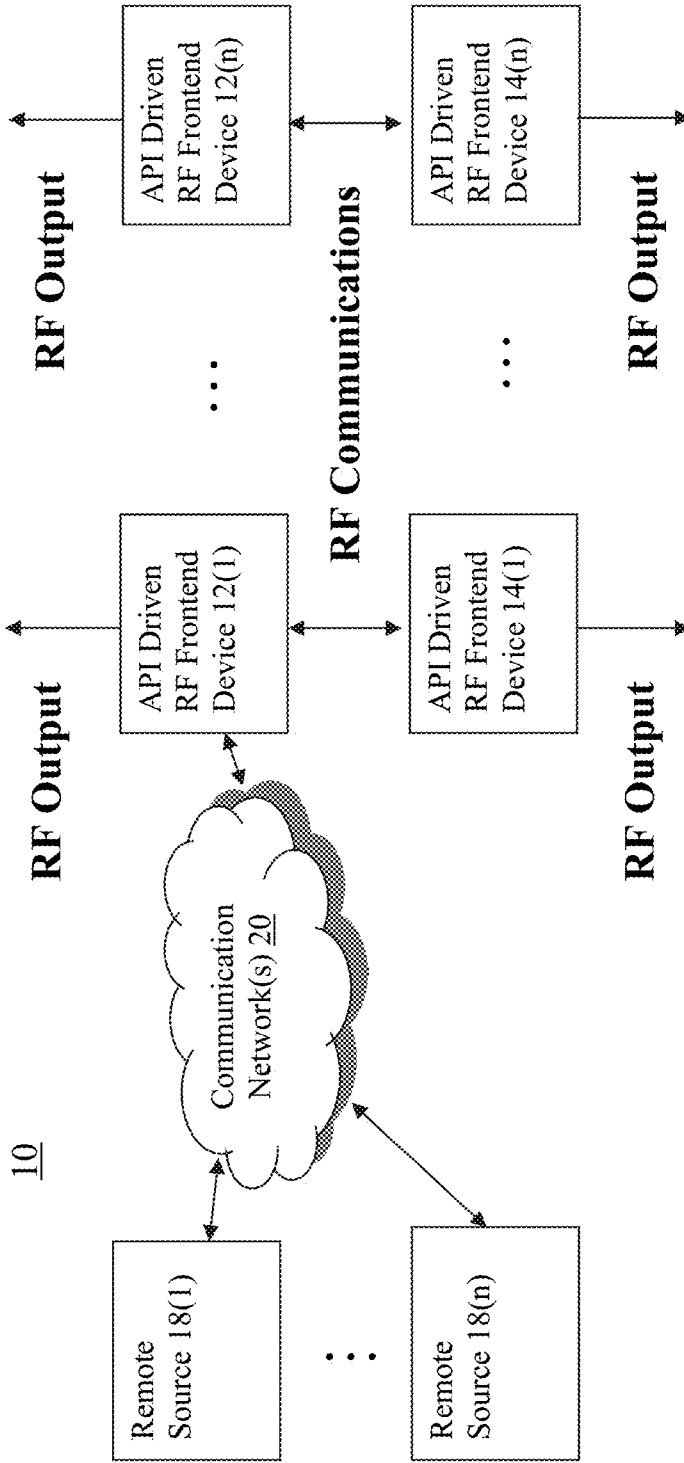 10
Remote
Source 18(1)
...
Remote
Source 18(n)
Communication
Network(s) 20
RF Output
API Driven
RF Frontend
Device 12(1)
API Driven
RF Frontend
Device 14(1)
RF Output
RF Communications
...
...
RF Output
API Driven
RF Frontend
Device 12(n)
API Driven
RF Frontend
Device 14(n)
RF Output